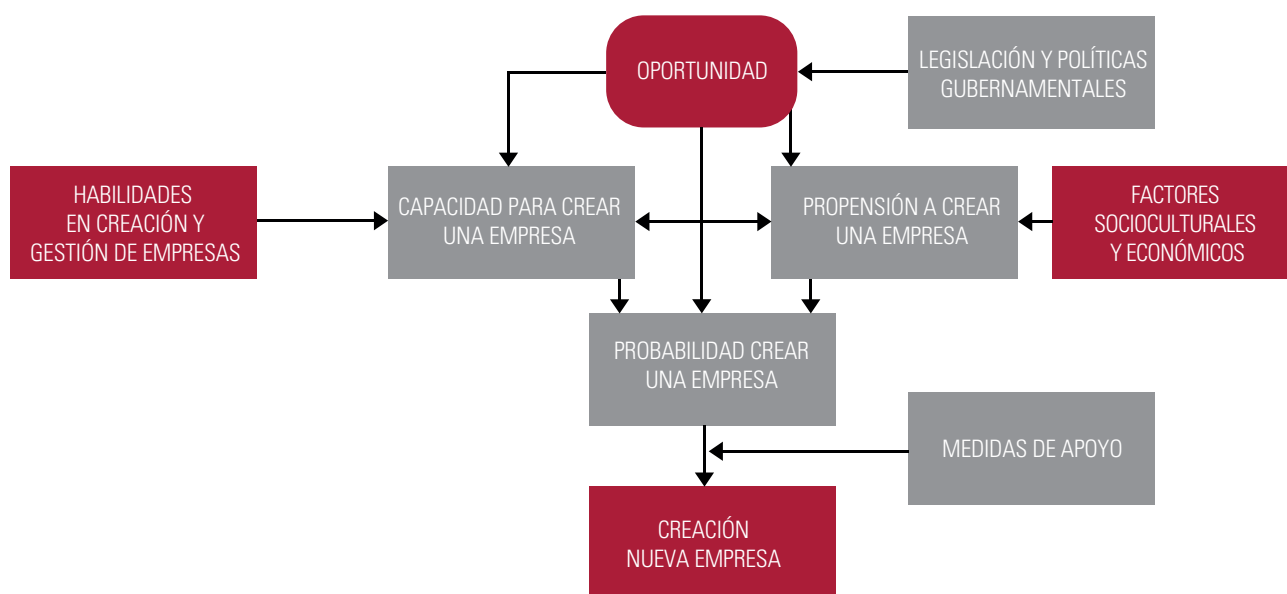 OPORTUNIDAD
LEGISLACIÓN Y POLÍTICAS
GUBERNAMENTALES
HABILIDADES
EN CREACIÓN Y
GESTIÓN DE EMPRESAS
CAPACIDAD PARA CREAR
UNA EMPRESA
PROPENSIÓN A CREAR
UNA EMPRESA
FACTORES
SOCIOCULTURALES
Y ECONÓMICOS
PROBABILIDAD CREAR
UNA EMPRESA
MEDIDAS DE APOYO
CREACIÓN
NUEVA EMPRESA